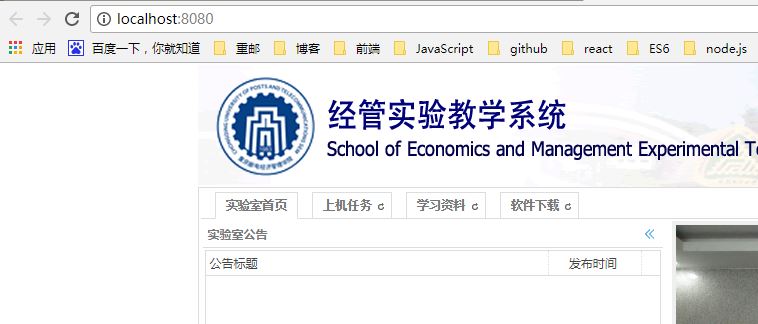 localhost:8080
应用 百度一下，你就知道 重邮 博客 前端 JavaScript github react ES6 node.js
经管实验教学系统
School of Economics and Management Experimental Te
实验室首页 上机任务 学习资料 软件下载
实验室公告
公告标题 发布时间